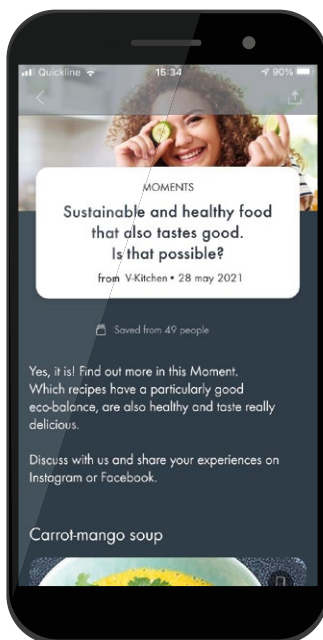 Quickline 15:34 90%
MOMENTS
Sustainable and healthy food
that also tastes good.
Is that possible?
from V-Kitchen • 28 may 2021
Saved from 49 people
Yes, it is! Find out more in this Moment.
Which recipes have a particularly good
eco-balance, are also healthy and taste really
delicious.
Discuss with us and share your experiences on
Instagram or Facebook.
Carrot-mango soup